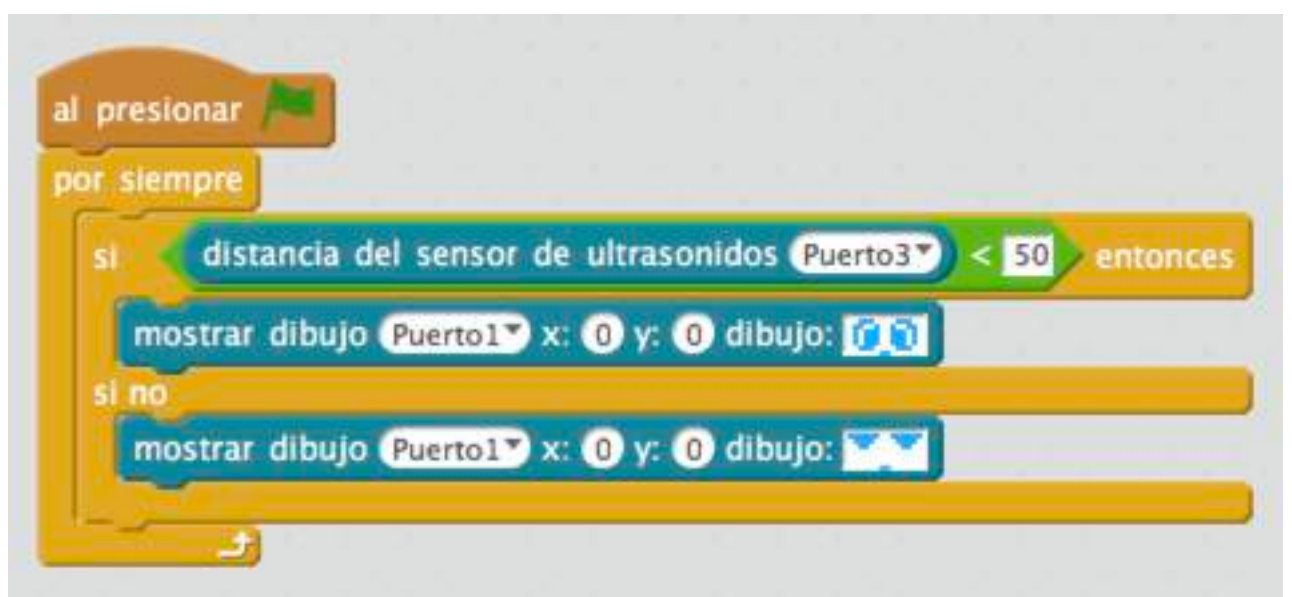 al presionar
por siempre
si distancia del sensor de ultrasonidos Puerto3 < 50 entonces
mostrar dibujo Puerto1 x: 0 y: 0 dibujo:
si no
mostrar dibujo Puerto1 x: 0 y: 0 dibujo: